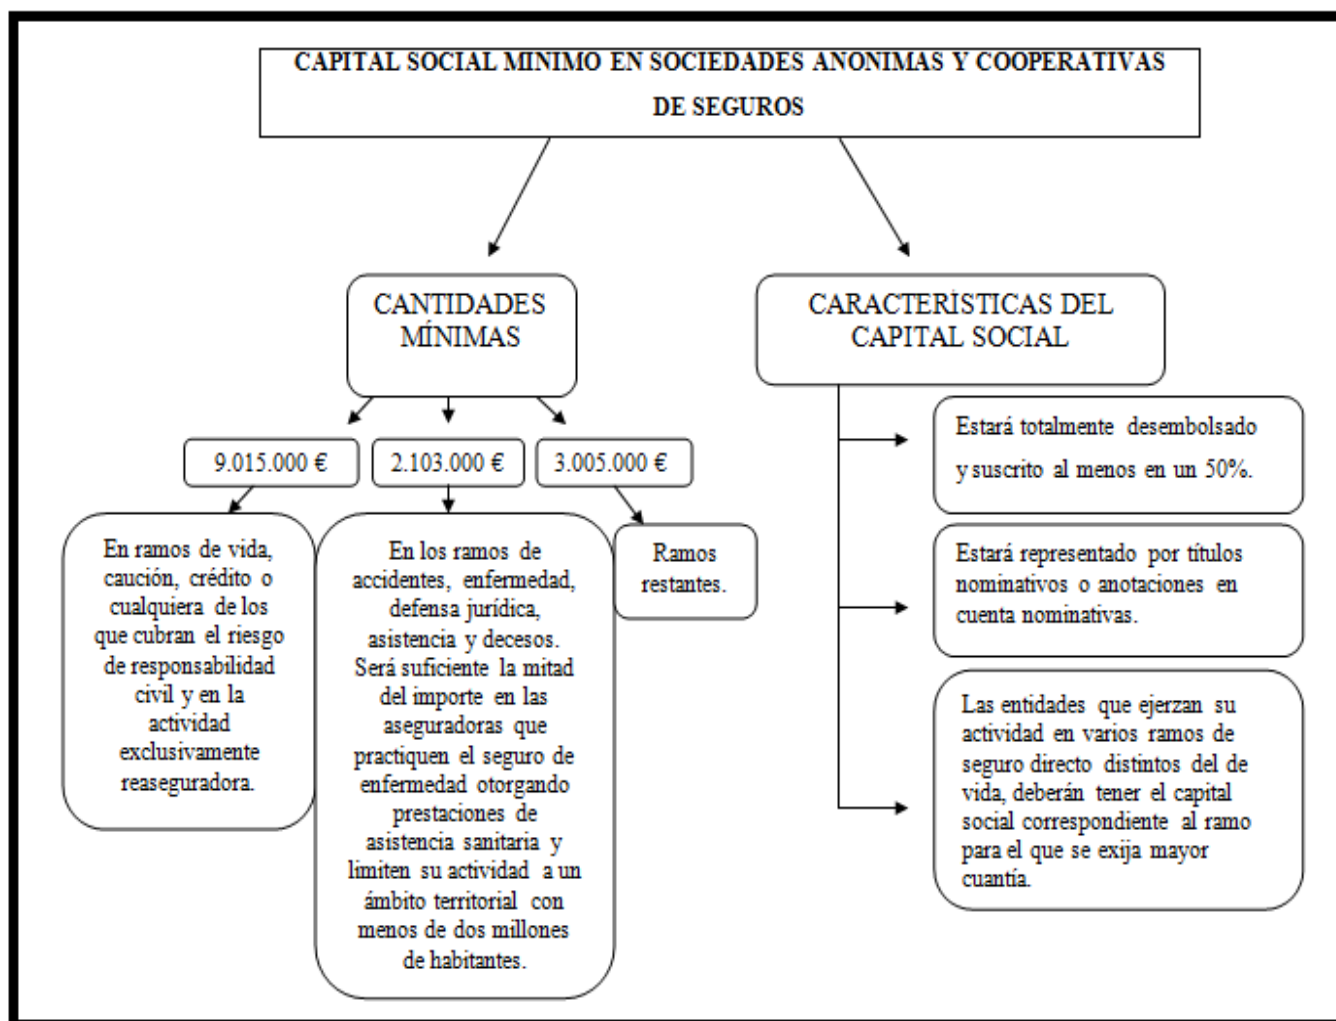 CAPITAL SOCIAL MINIMO EN SOCIEDADES ANONIMAS Y COOPERATIVAS
DE SEGUROS
CANTIDADES
MÍNIMAS
9.015.000 €
2.103.000 €
3.005.000 €
En ramos de vida,
caución, crédito o
cualquiera de los
que cubran el riesgo
de responsabilidad
civil y en la
actividad
exclusivamente
reaseguradora.
En los ramos de
accidentes, enfermedad,
defensa jurídica,
asistencia y decesos.
Será suficiente la mitad
del importe en las
aseguradoras que
practiquen el seguro de
enfermedad otorgando
prestaciones de
asistencia sanitaria y
limiten su actividad a un
ámbito territorial con
menos de dos millones
de habitantes.
Ramos
restantes.
CARACTERÍSTICAS DEL
CAPITAL SOCIAL
Estará totalmente desembolsado
y suscrito al menos en un 50%.
Estará representado por títulos
nominativos o anotaciones en
cuenta nominativas.
Las entidades que ejerzan su
actividad en varios ramos de
seguro directo distintos del de
vida, deberán tener el capital
social correspondiente al ramo
para el que se exija mayor
cuantía.